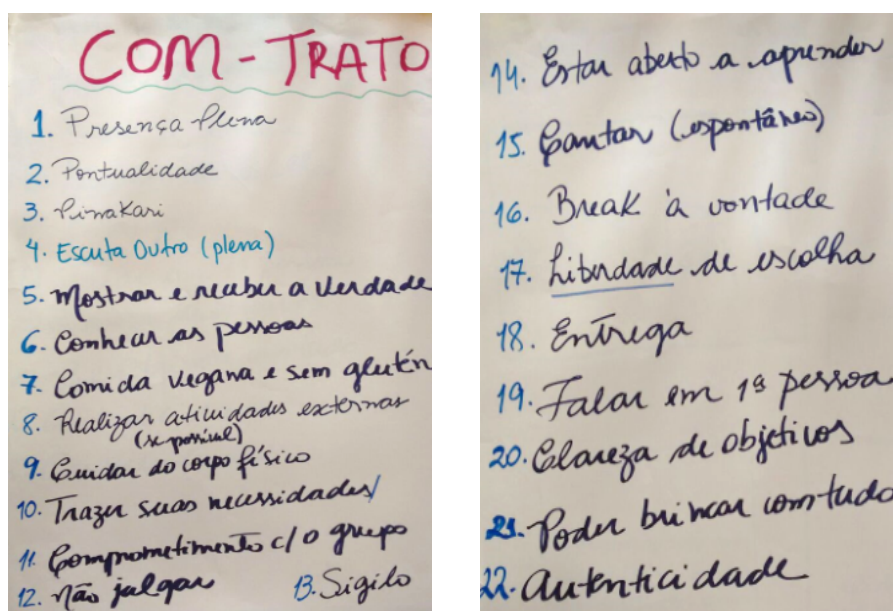 COM - TRATO
1. Presença Plena
2. Pontualidade
3. Pinakari
4. Escuta Outro (plena)
5. Mostrar e receber a verdade
6. Conhecer as pessoas
7. Comida vegana e sem glutén
8. Realizar atividades externas
(se possível)
9. Cuidar do corpo físico
10. Trazer suas necessidades/
11. Comprometimento c/o grupo
12. não julgar 13. Sigilo
14. Estar aberto a aprender
15. Cantar (espontâneo)
16. Break à vontade
17. Liberdade de escolha
18. Entrega
19. Falar em 1ª pessoa
20. Clareza de objetivos
21. Poder brincar com tudo
22. Autenticidade